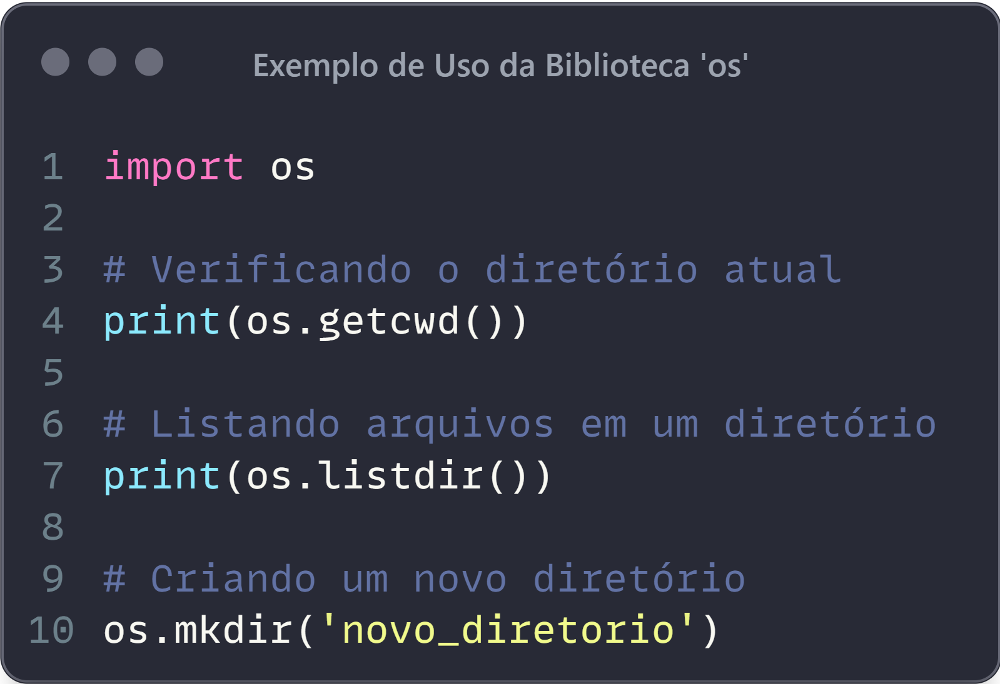 Exemplo de Uso da Biblioteca 'os'
1 import os
2
3 # Verificando o diretório atual
4 print(os.getcwd())
5
6 # Listando arquivos em um diretório
7 print(os.listdir())
8
9 # Criando um novo diretório
10 os.mkdir('novo_diretorio')